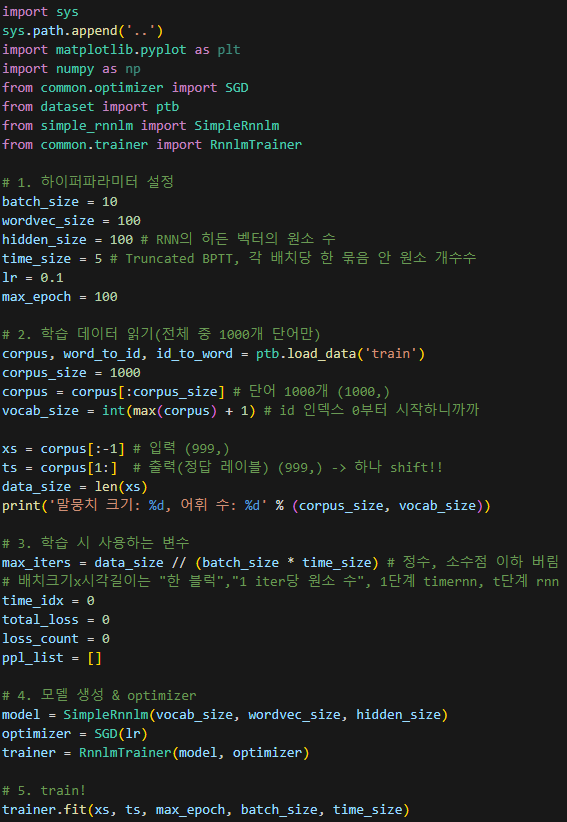 import sys
sys.path.append('..')
import matplotlib.pyplot as plt
import numpy as np
from common.optimizer import SGD
from dataset import ptb
from simple_rnnlm import SimpleRnnlm
from common.trainer import RnnlmTrainer

# 1. 하이퍼파라미터 설정
batch_size = 10
wordvec_size = 100
hidden_size = 100 # RNN의 히든 벡터의 원소 수
time_size = 5 # Truncated BPTT, 각 배치당 한 묶음 안 원소 개수수
lr = 0.1
max_epoch = 100

# 2. 학습 데이터 읽기(전체 중 1000개 단어만)
corpus, word_to_id, id_to_word = ptb.load_data('train')
corpus_size = 1000
corpus = corpus[:corpus_size] # 단어 1000개 (1000,)
vocab_size = int(max(corpus) + 1) # id 인덱스 0부터 시작하니까까

xs = corpus[:-1] # 입력 (999,)
ts = corpus[1:]  # 출력(정답 레이블) (999,) -> 하나 shift!!
data_size = len(xs)
print('말뭉치 크기: %d, 어휘 수: %d' % (corpus_size, vocab_size))

# 3. 학습 시 사용하는 변수
max_iters = data_size // (batch_size * time_size) # 정수, 소수점 이하 버림
# 배치크기x시각길이는 "한 블럭","1 iter당 원소 수", 1단계 timernn, t단계 rnn
time_idx = 0
total_loss = 0
loss_count = 0
ppl_list = []

# 4. 모델 생성 & optimizer
model = SimpleRnnlm(vocab_size, wordvec_size, hidden_size)
optimizer = SGD(lr)
trainer = RnnlmTrainer(model, optimizer)

# 5. train!
trainer.fit(xs, ts, max_epoch, batch_size, time_size)